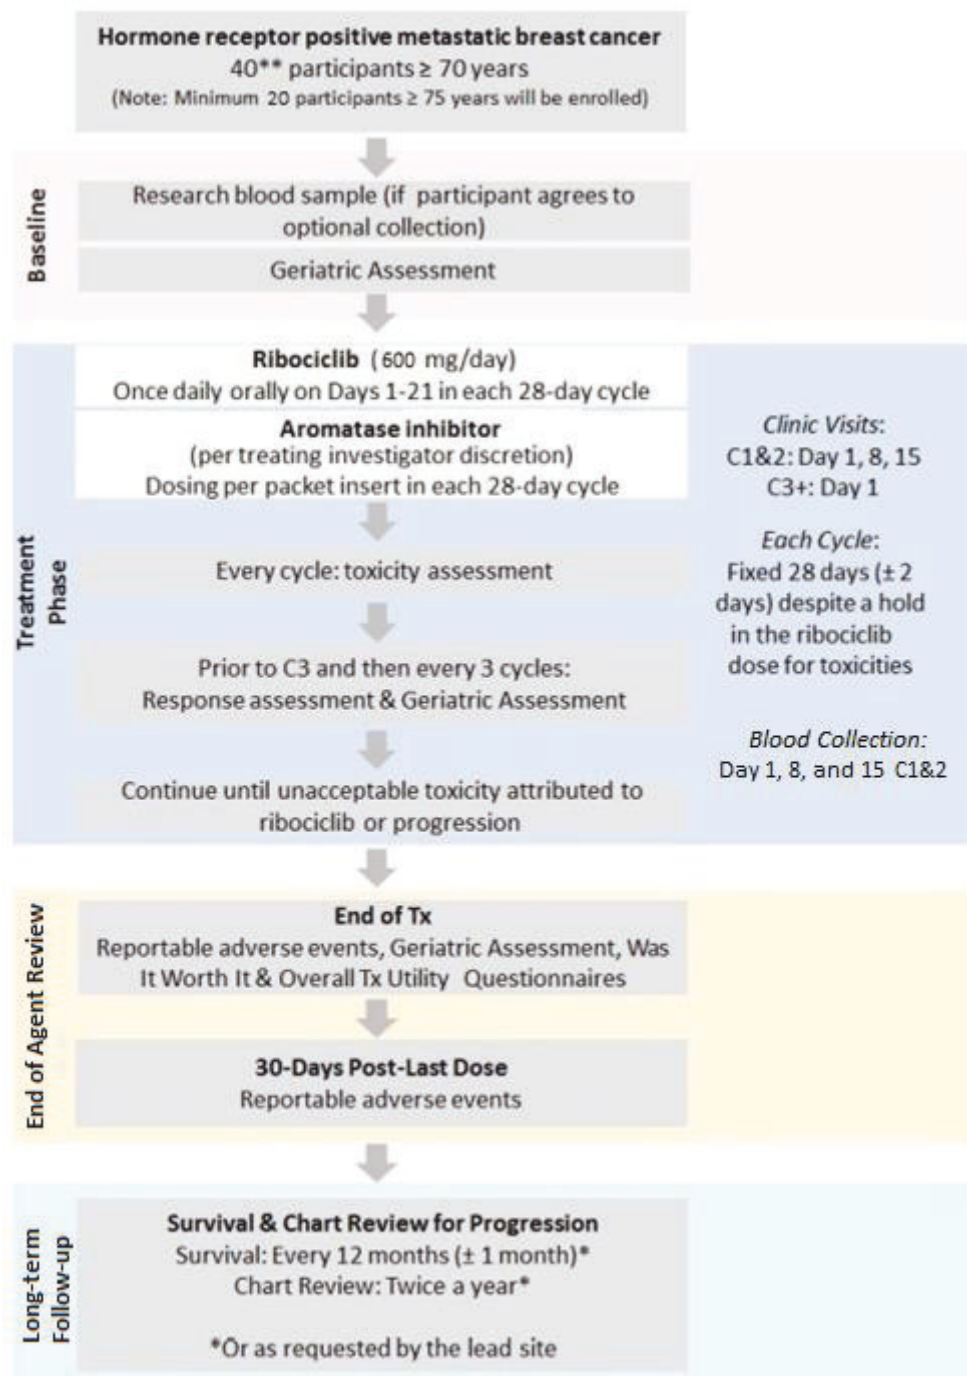 Hormone receptor positive metastatic breast cancer
40** participants ≥ 70 years
(Note: Minimum 20 participants ≥ 75 years will be enrolled)
Baseline
Research blood sample (if participant agrees to
optional collection)
Geriatric Assessment
Treatment
Phase
Ribociclib (600 mg/day)
Once daily orally on Days 1-21 in each 28-day cycle
Aromatase inhibitor
(per treating investigator discretion)
Dosing per packet insert in each 28-day cycle
Every cycle: toxicity assessment
Prior to C3 and then every 3 cycles:
Response assessment & Geriatric Assessment
Continue until unacceptable toxicity attributed to
ribociclib or progression
Clinic Visits:
C1&2: Day 1, 8, 15
C3+: Day 1
Each Cycle:
Fixed 28 days (± 2
days) despite a hold
in the ribociclib
dose for toxicities
Blood Collection:
Day 1, 8, and 15 C1&2
End of Agent Review
End of Tx
Reportable adverse events, Geriatric Assessment, Was
It Worth It & Overall Tx Utility Questionnaires
30-Days Post-Last Dose
Reportable adverse events
Long-term
Follow-up
Survival & Chart Review for Progression
Survival: Every 12 months (± 1 month)*
Chart Review: Twice a year*
*Or as requested by the lead site